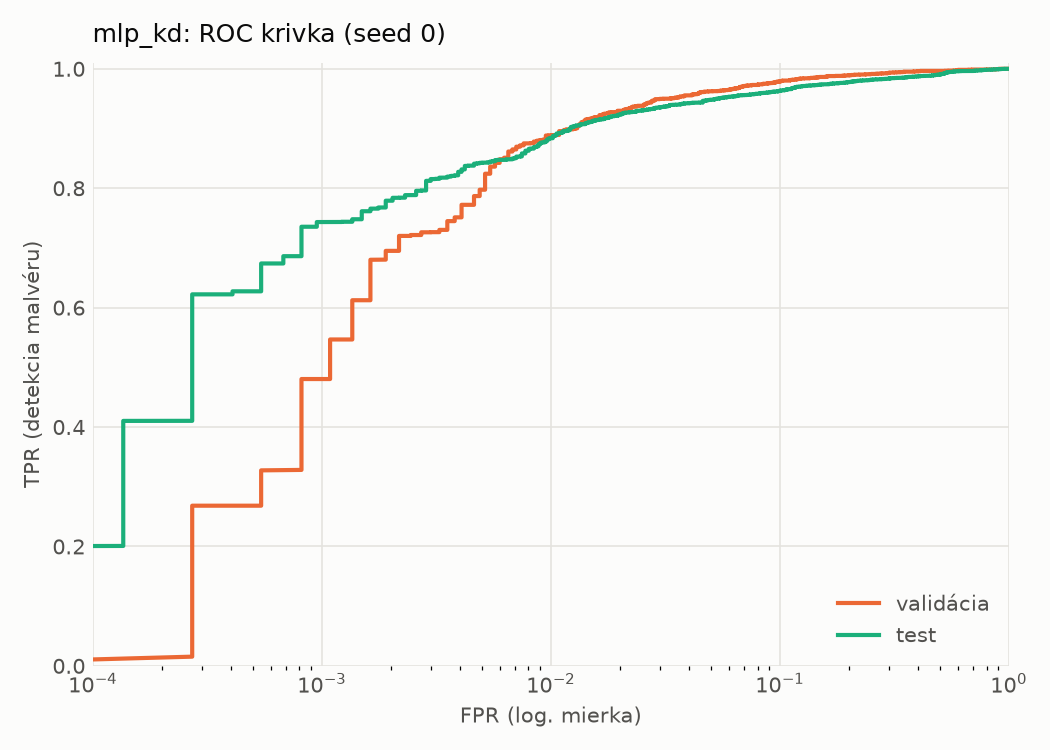 mlp_kd: ROC krivka (seed 0)
1.0
0.8
0.6
0.4
0.2
0.0
TPR (detekcia malvéru)
10⁻⁴
10⁻³
10⁻²
10⁻¹
10⁰
FPR (log. mierka)
validácia
test